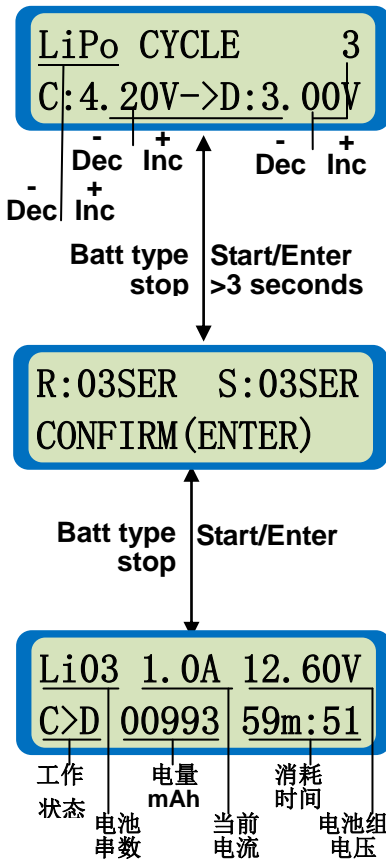 LiPo CYCLE 3
C:4.20V->D:3.00V
- +
Dec Inc
- +
Dec Inc
- +
Dec Inc
Batt type stop
Start/Enter >3 seconds
R:03SER S:03SER
CONFIRM(ENTER)
Batt type stop
Start/Enter
Li03 1.0A 12.60V
C>D 00993 59m:51
工作状态
电量 mAh
消耗时间
电池串数
当前电流
电池组电压